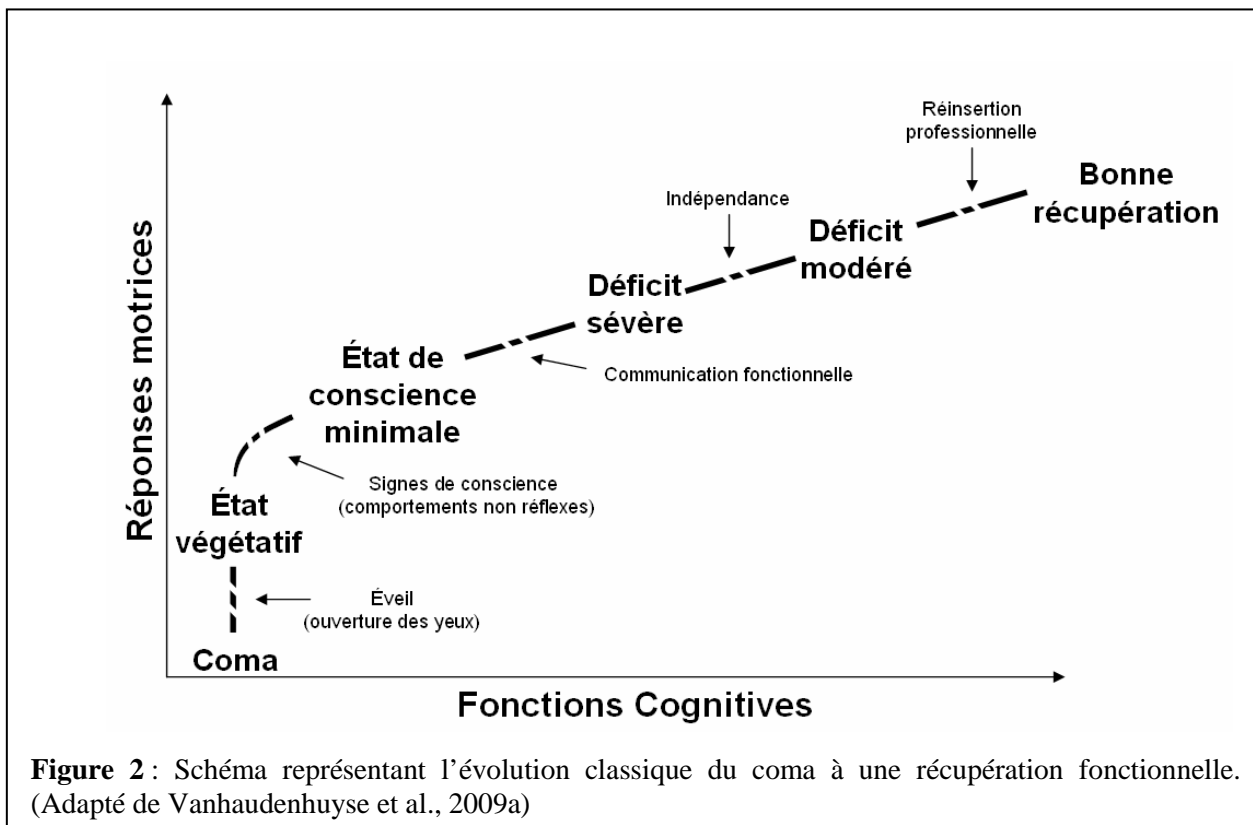 Réinsertion
professionnelle
Bonne
récupération
Indépendance
Déficit
modéré
Déficit
sévère
Communication fonctionnelle
État de
conscience
minimale
Signes de conscience
(comportements non réflexes)
État
végétatif
Éveil
(ouverture des yeux)
Coma
Réponses motrices
Fonctions Cognitives
Figure 2 : Schéma représentant l’évolution classique du coma à une récupération fonctionnelle.
(Adapté de Vanhaudenhuyse et al., 2009a)